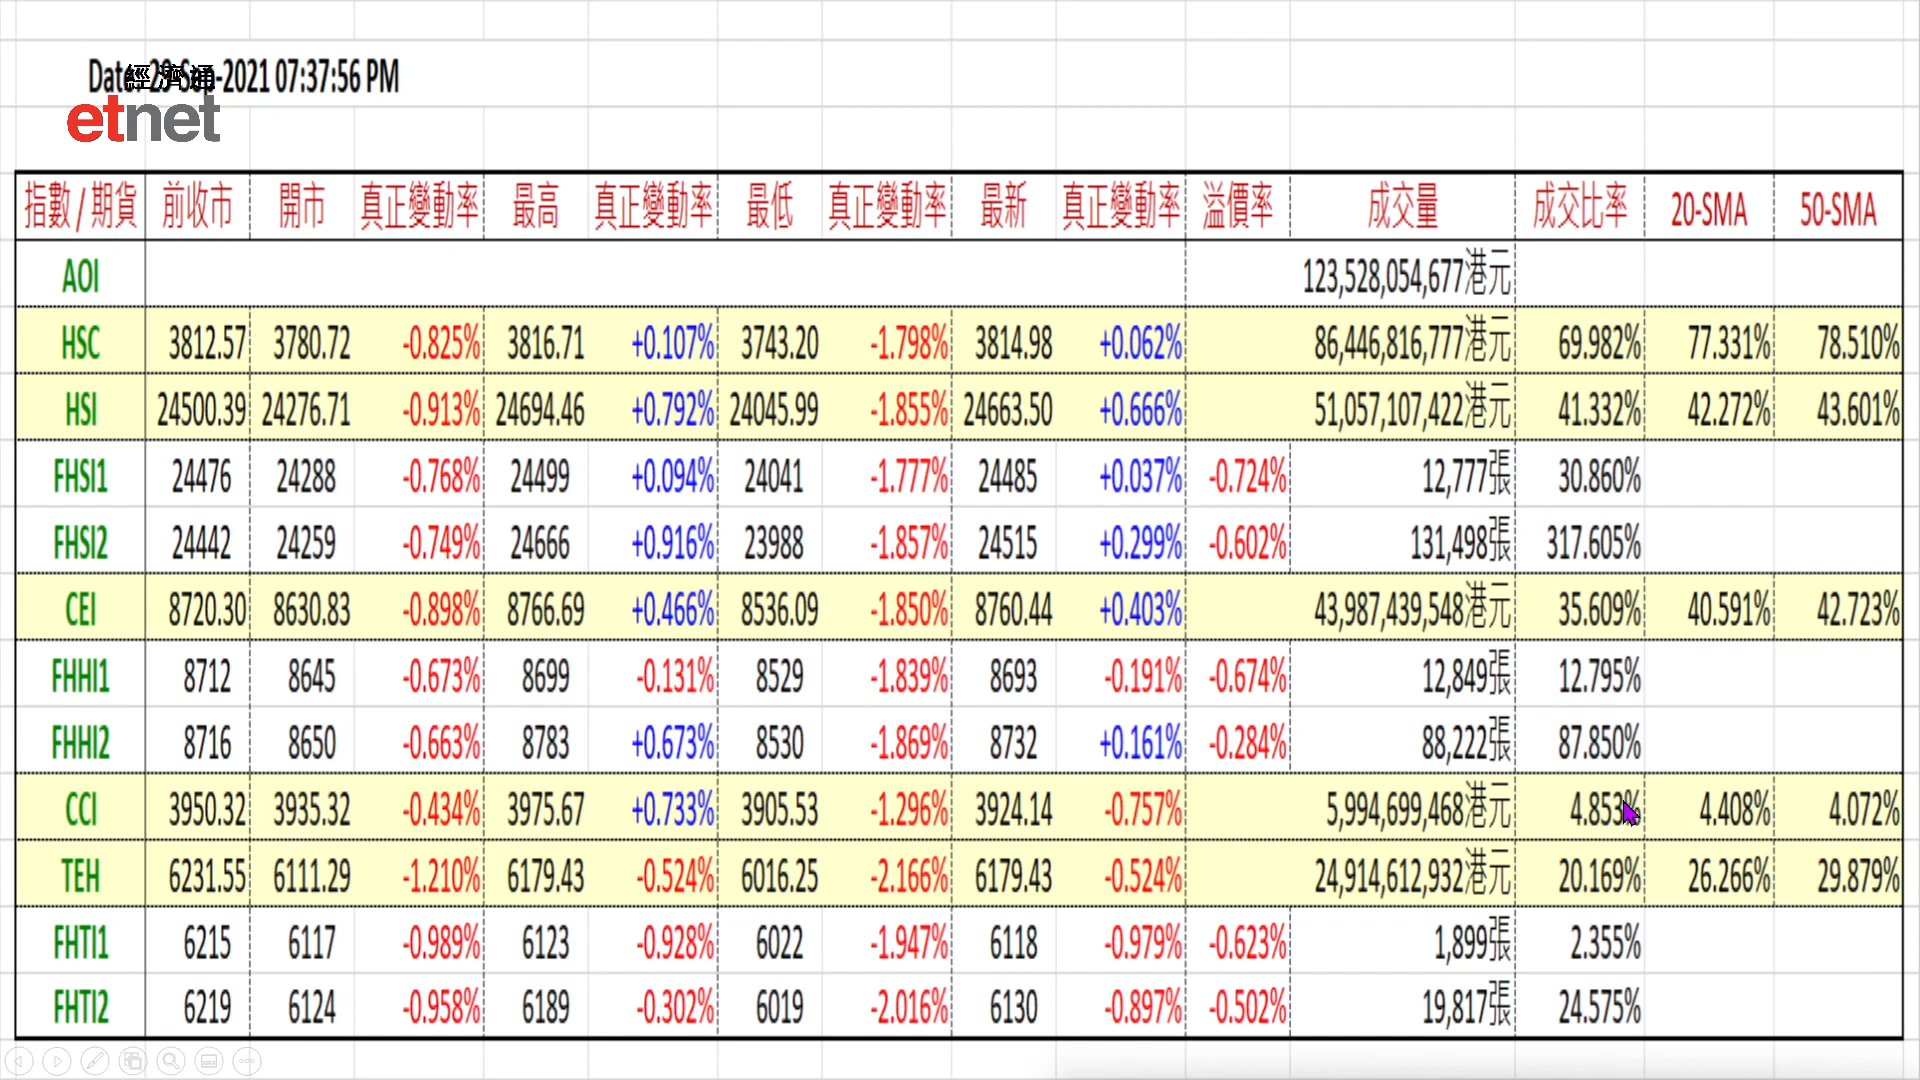 Date: 29-Sep-2021 07:37:56 PM
經濟通
etnet
指數 / 期貨 前收市 開市 真正變動率 最高 真正變動率 最低 真正變動率 最新 真正變動率 溢價率 成交量 成交比率 20-SMA 50-SMA
AOI 123,528,054,677港元
HSC 3812.57 3780.72 -0.825% 3816.71 +0.107% 3743.20 -1.798% 3814.98 +0.062% 86,446,816,777港元 69.982% 77.331% 78.510%
HSI 24500.39 24276.71 -0.913% 24694.46 +0.792% 24045.99 -1.855% 24663.50 +0.666% 51,057,107,422港元 41.332% 42.272% 43.601%
FHSI1 24476 24288 -0.768% 24499 +0.094% 24041 -1.777% 24485 +0.037% -0.724% 12,777張 30.860%
FHSI2 24442 24259 -0.749% 24666 +0.916% 23988 -1.857% 24515 +0.299% -0.602% 131,498張 317.605%
CEI 8720.30 8630.83 -0.898% 8766.69 +0.466% 8536.09 -1.850% 8760.44 +0.403% 43,987,439,548港元 35.609% 40.591% 42.723%
FHHI1 8712 8645 -0.673% 8699 -0.131% 8529 -1.839% 8693 -0.191% -0.674% 12,849張 12.795%
FHHI2 8716 8650 -0.663% 8783 +0.673% 8530 -1.869% 8732 +0.161% -0.284% 88,222張 87.850%
CCI 3950.32 3935.32 -0.434% 3975.67 +0.733% 3905.53 -1.296% 3924.14 -0.757% 5,994,699,468港元 4.853% 4.408% 4.072%
TEH 6231.55 6111.29 -1.210% 6179.43 -0.524% 6016.25 -2.166% 6179.43 -0.524% 24,914,612,932港元 20.169% 26.266% 29.879%
FHTI1 6215 6117 -0.989% 6123 -0.928% 6022 -1.947% 6118 -0.979% -0.623% 1,899張 2.355%
FHTI2 6219 6124 -0.958% 6189 -0.302% 6019 -2.016% 6130 -0.897% -0.502% 19,817張 24.575%